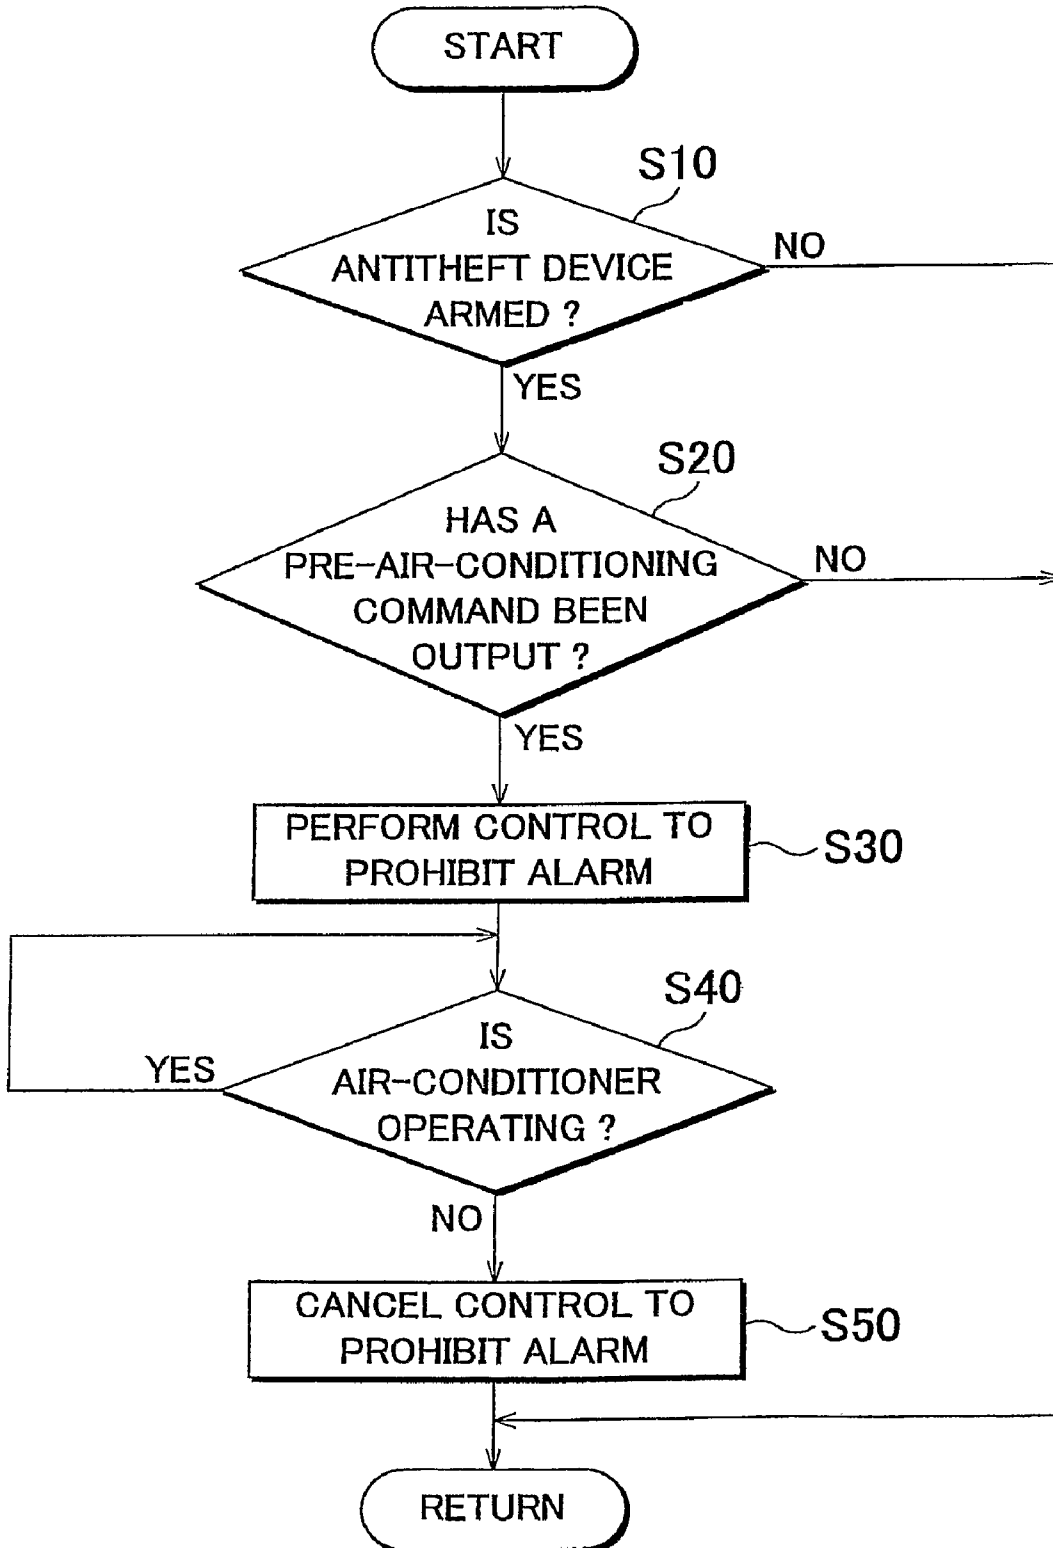 START
S10
IS
ANTITHEFT DEVICE
ARMED ?
NO
YES
S20
HAS A
PRE-AIR-CONDITIONING
COMMAND BEEN
OUTPUT ?
NO
YES
PERFORM CONTROL TO
PROHIBIT ALARM
S30
S40
IS
AIR-CONDITIONER
OPERATING ?
YES
NO
CANCEL CONTROL TO
PROHIBIT ALARM
S50
RETURN